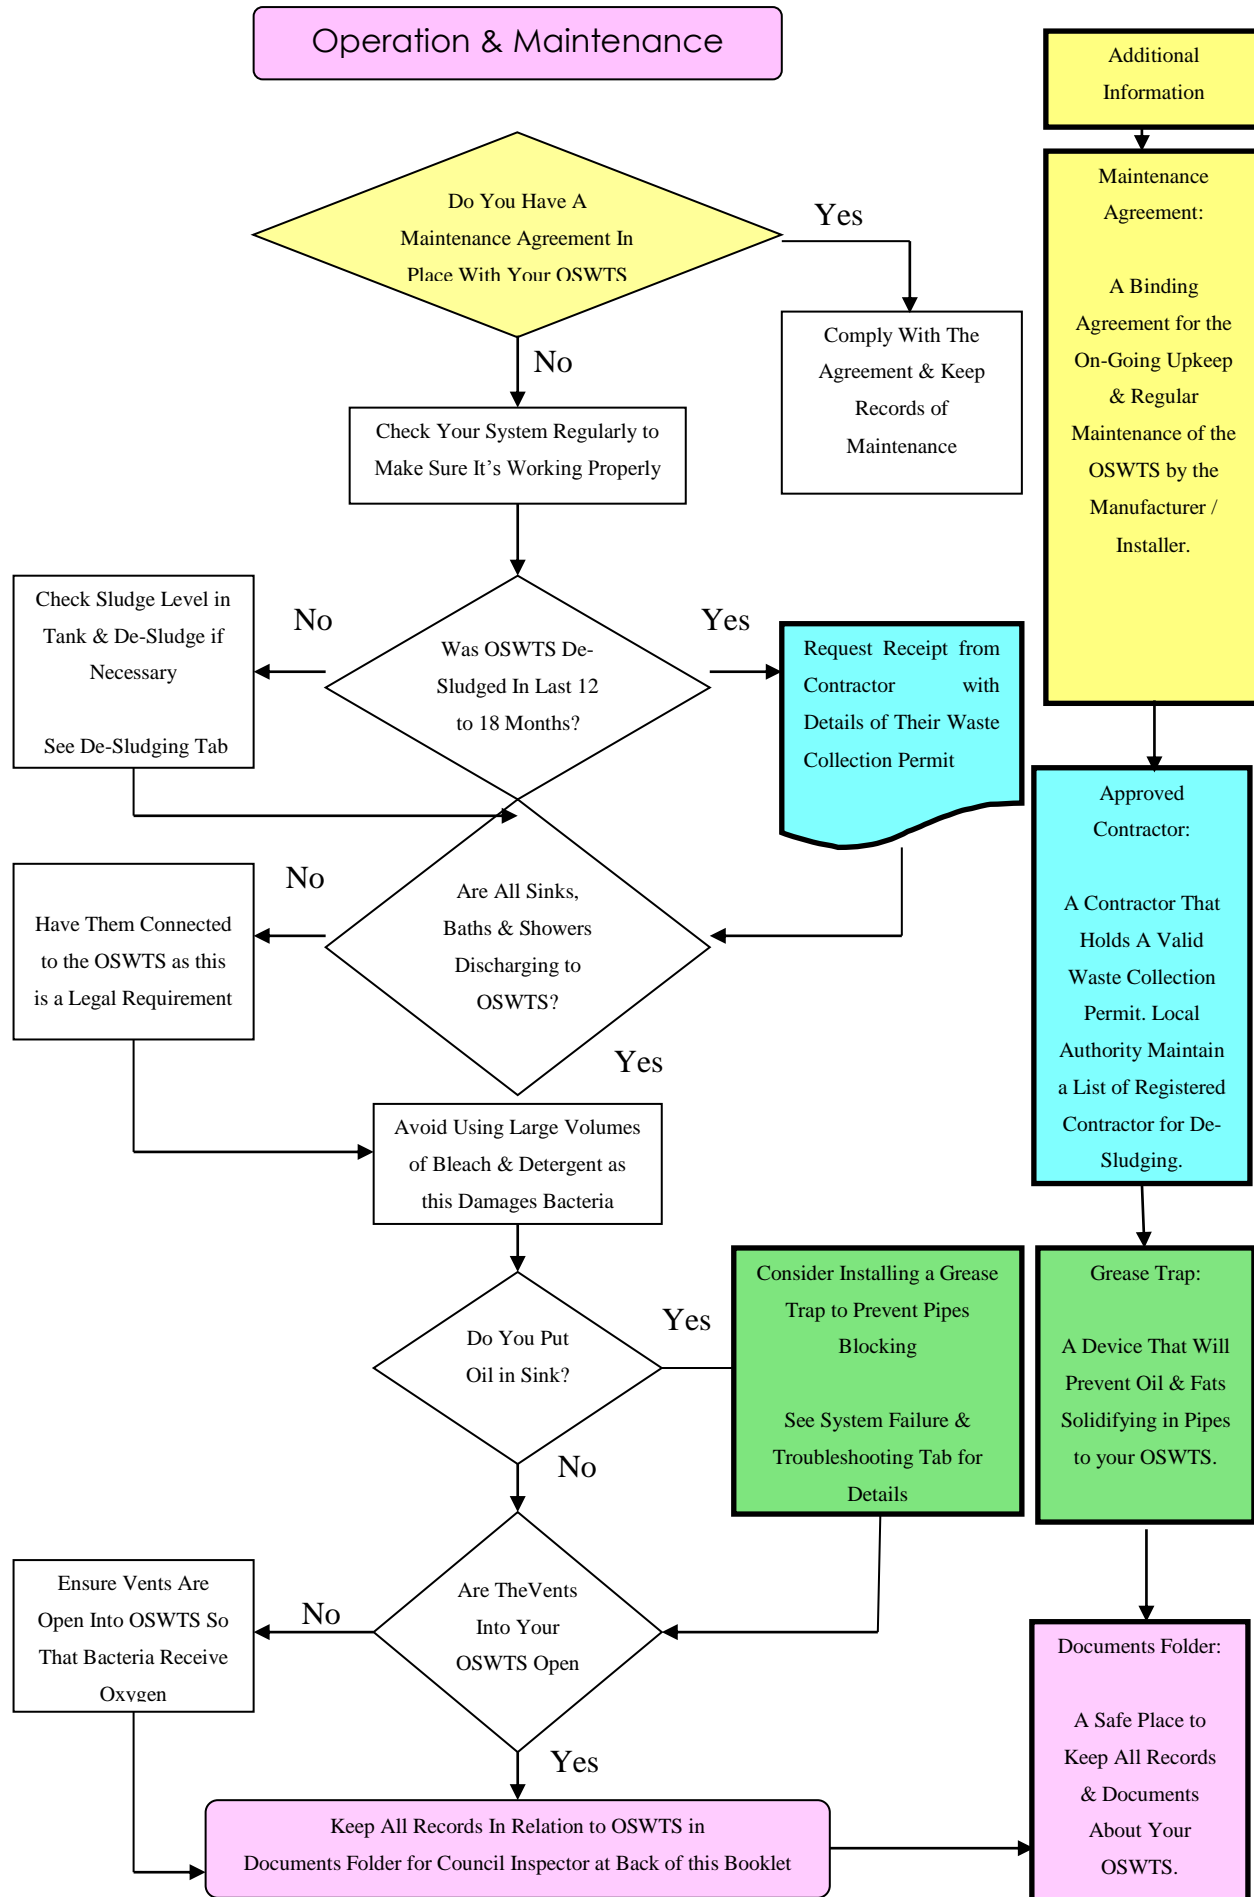 Operation & Maintenance
Additional
Information
Do You Have A
Maintenance Agreement In
Place With Your OSWTS
Yes
No
Comply With The
Agreement & Keep
Records of
Maintenance
Maintenance
Agreement:
A Binding
Agreement for the
On-Going Upkeep
& Regular
Maintenance of the
OSWTS by the
Manufacturer /
Installer.
Check Your System Regularly to
Make Sure It's Working Properly
Check Sludge Level in
Tank & De-Sludge if
Necessary
See De-Sludging Tab
No
Was OSWTS De-
Sludged In Last 12
to 18 Months?
Yes
Request Receipt from
Contractor with
Details of Their Waste
Collection Permit
Approved
Contractor:
A Contractor That
Holds A Valid
Waste Collection
Permit. Local
Authority Maintain
a List of Registered
Contractor for De-
Sludging.
Have Them Connected
to the OSWTS as this
is a Legal Requirement
No
Are All Sinks,
Baths & Showers
Discharging to
OSWTS?
Yes
Avoid Using Large Volumes
of Bleach & Detergent as
this Damages Bacteria
Do You Put
Oil in Sink?
Yes
No
Consider Installing a Grease
Trap to Prevent Pipes
Blocking
See System Failure &
Troubleshooting Tab for
Details
Grease Trap:
A Device That Will
Prevent Oil & Fats
Solidifying in Pipes
to your OSWTS.
Ensure Vents Are
Open Into OSWTS So
That Bacteria Receive
Oxygen
No
Are TheVents
Into Your
OSWTS Open
Yes
Keep All Records In Relation to OSWTS in
Documents Folder for Council Inspector at Back of this Booklet
Documents Folder:
A Safe Place to
Keep All Records
& Documents
About Your
OSWTS.